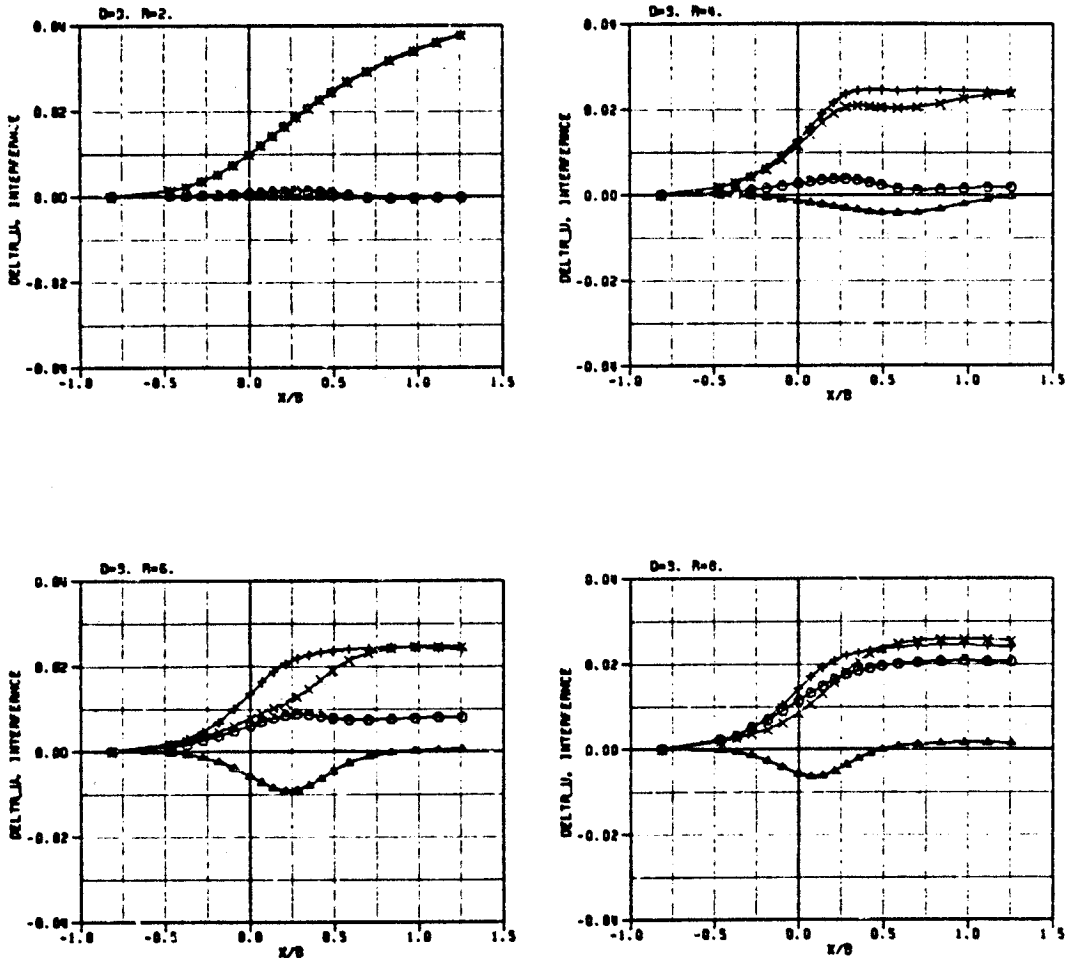 D=3. R=2.
0.04
0.02
0.00
-0.02
-0.04
DELTA_U. INTERFERENCE
-1.0 -0.5 0.0 0.5 1.0 1.5
X/B
D=3. R=4.
0.04
0.02
0.00
-0.02
-0.04
DELTA_U. INTERFERENCE
-1.0 -0.5 0.0 0.5 1.0 1.5
X/B
D=3. R=6.
0.04
0.02
0.00
-0.02
-0.04
DELTA_U. INTERFERENCE
-1.0 -0.5 0.0 0.5 1.0 1.5
X/B
D=3. R=8.
0.04
0.02
0.00
-0.02
-0.04
DELTA_U. INTERFERENCE
-1.0 -0.5 0.0 0.5 1.0 1.5
X/B